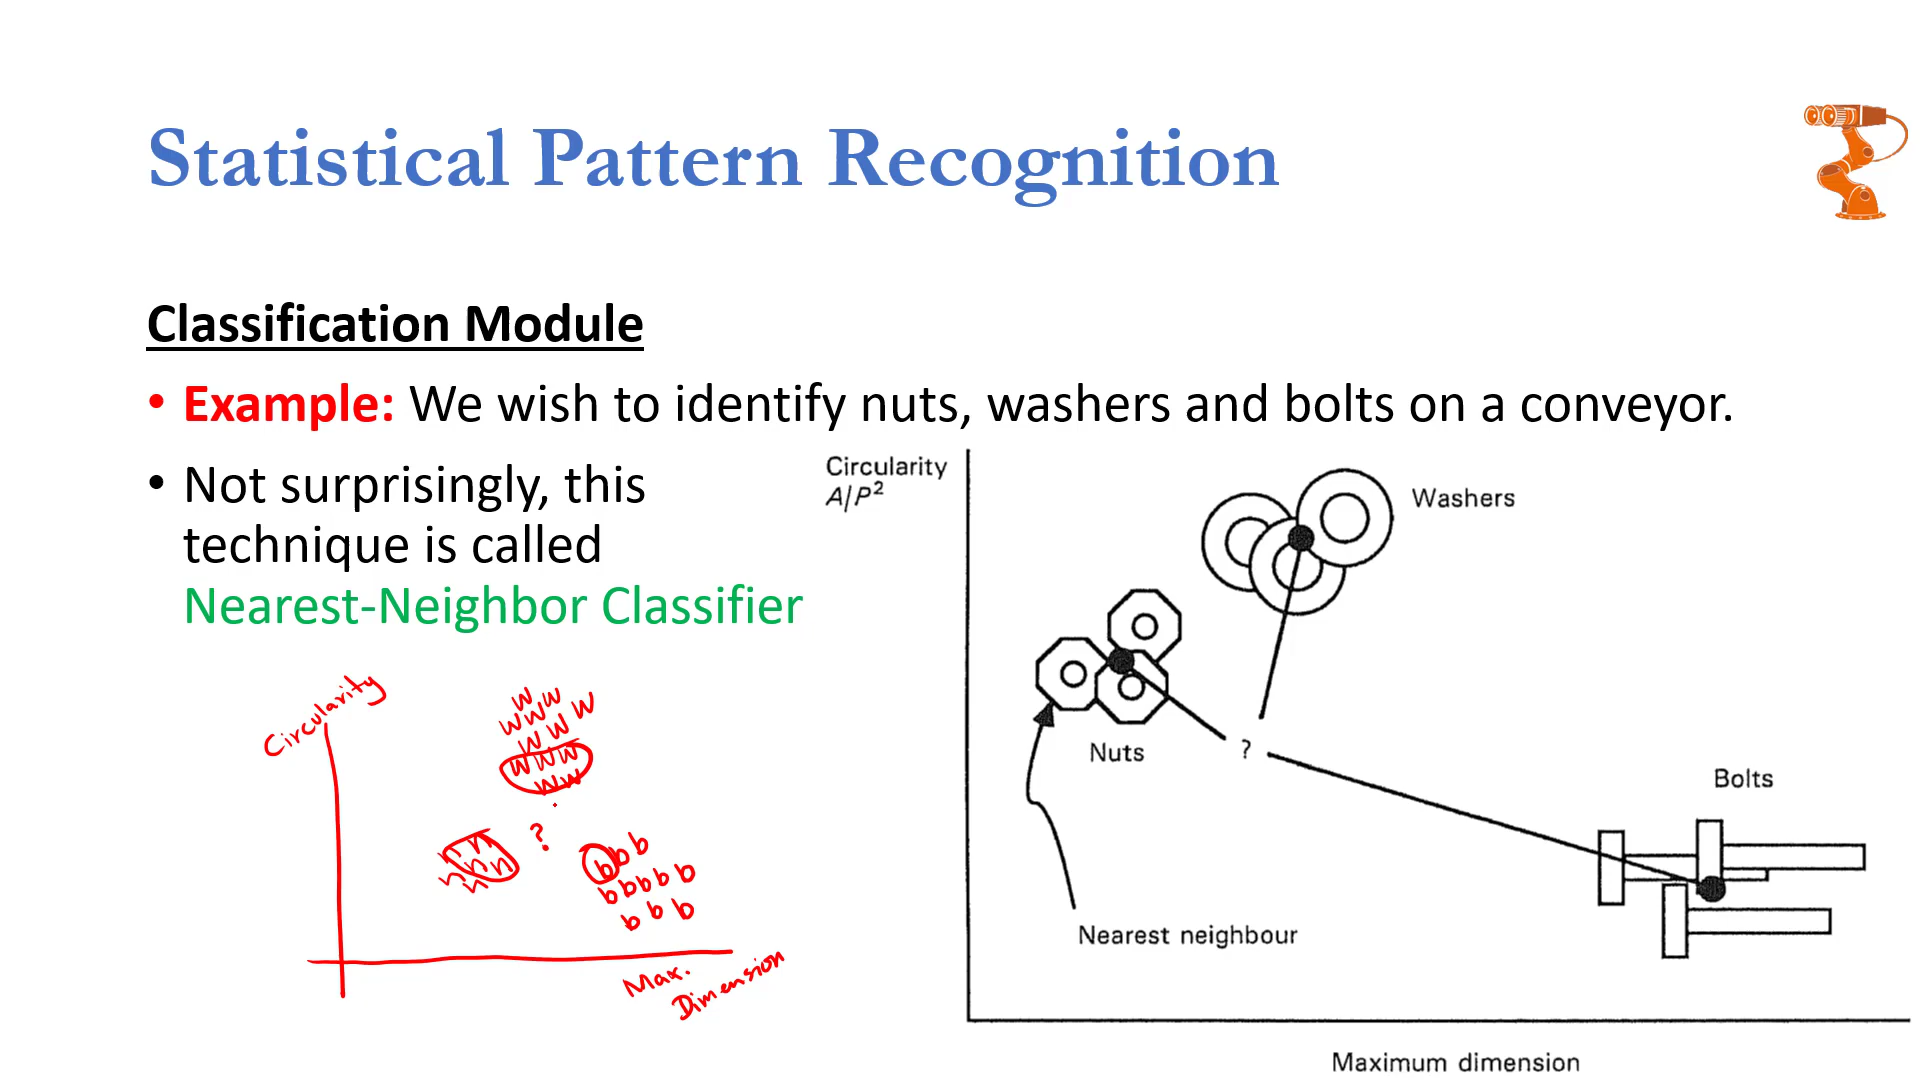 Statistical Pattern Recognition
Classification Module
• Example: We wish to identify nuts, washers and bolts on a conveyor.
• Not surprisingly, this
technique is called
Nearest-Neighbor Classifier
Circularity
A/P²
Washers
Nuts
?
Bolts
Nearest neighbour
Maximum dimension
Circularity
W W
W W W W
W W W
W W W
W W
?
n n
n n n
n n
b b b
b b b b b
b b b
Max.
Dimension